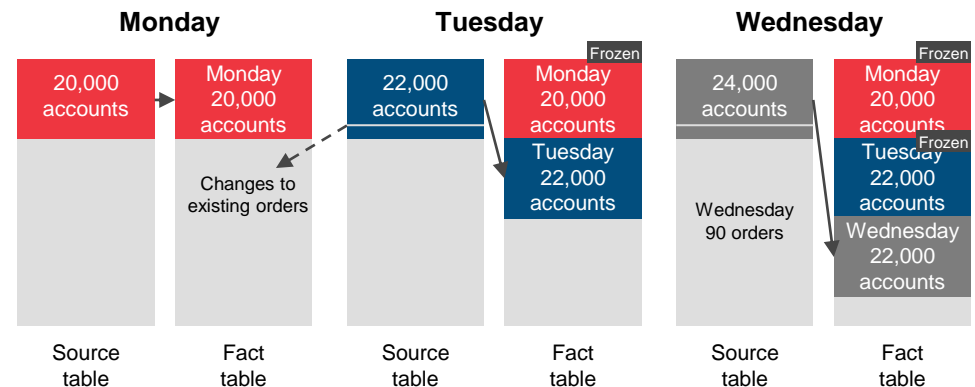 Monday
Tuesday
Wednesday
20,000
accounts
Monday
20,000
accounts
Changes to
existing orders
22,000
accounts
Frozen
Monday
20,000
accounts
Tuesday
22,000
accounts
24,000
accounts
Wednesday
90 orders
Frozen
Monday
20,000
accounts
Frozen
Tuesday
22,000
accounts
Wednesday
22,000
accounts
Source
table
Fact
table
Source
table
Fact
table
Source
table
Fact
table